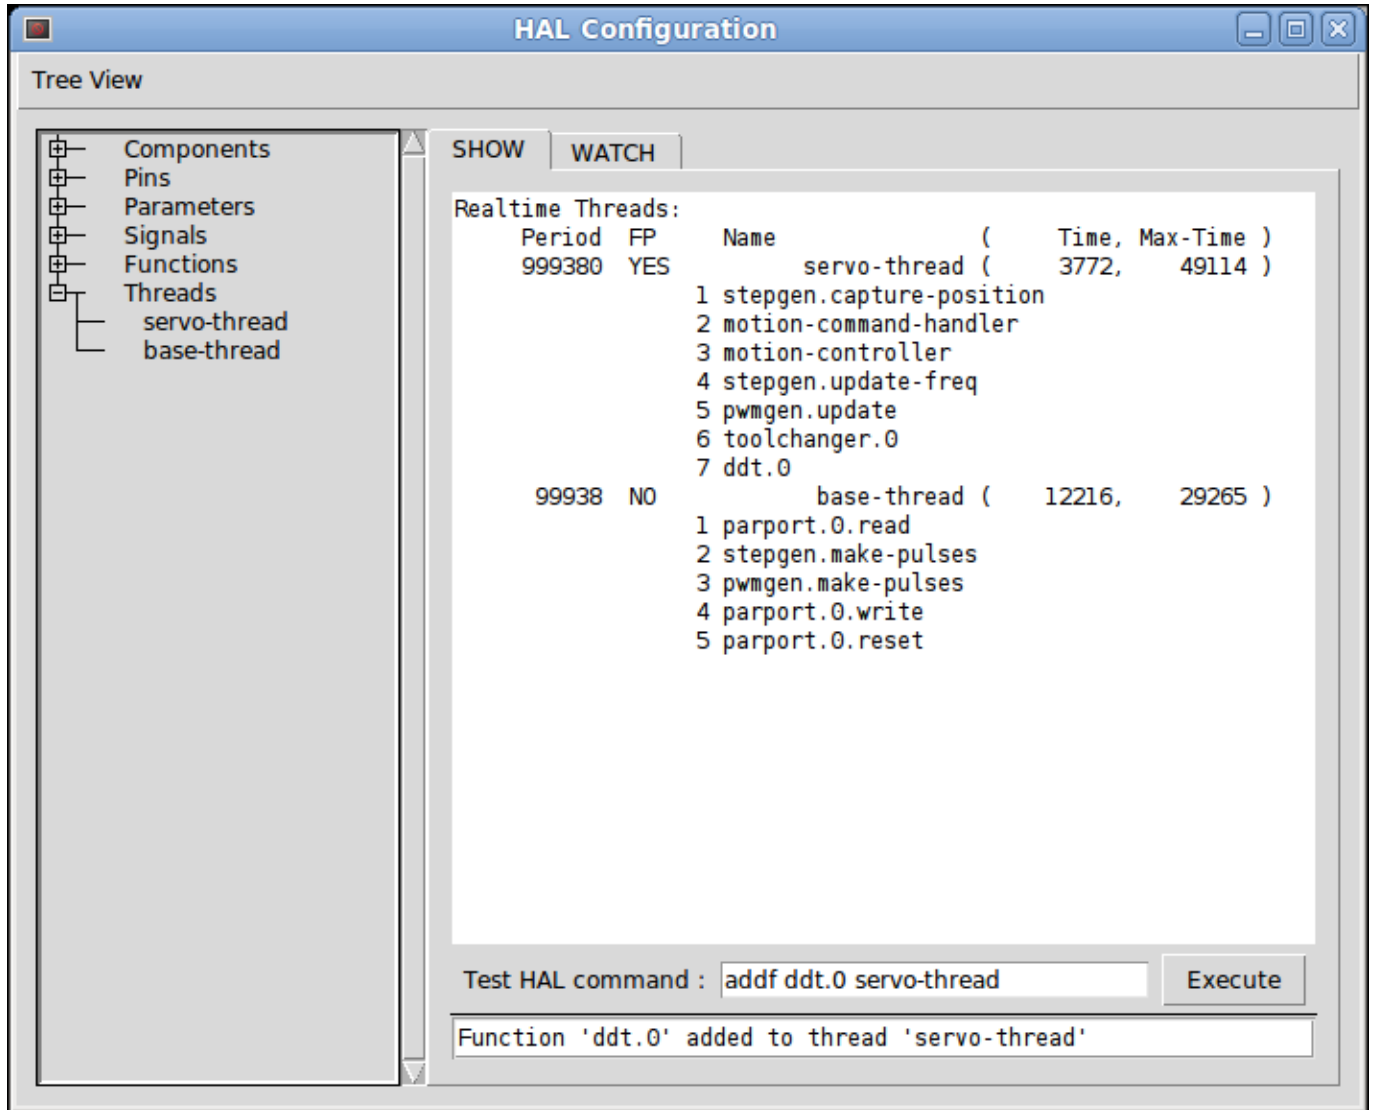 HAL Configuration
Tree View
Components
Pins
Parameters
Signals
Functions
Threads
servo-thread
base-thread
SHOW WATCH
Realtime Threads:
Period FP Name ( Time, Max-Time )
999380 YES servo-thread ( 3772, 49114 )
1 stepgen.capture-position
2 motion-command-handler
3 motion-controller
4 stepgen.update-freq
5 pwmgen.update
6 toolchanger.0
7 ddt.0
99938 NO base-thread ( 12216, 29265 )
1 parport.0.read
2 stepgen.make-pulses
3 pwmgen.make-pulses
4 parport.0.write
5 parport.0.reset
Test HAL command : addf ddt.0 servo-thread Execute
Function 'ddt.0' added to thread 'servo-thread'